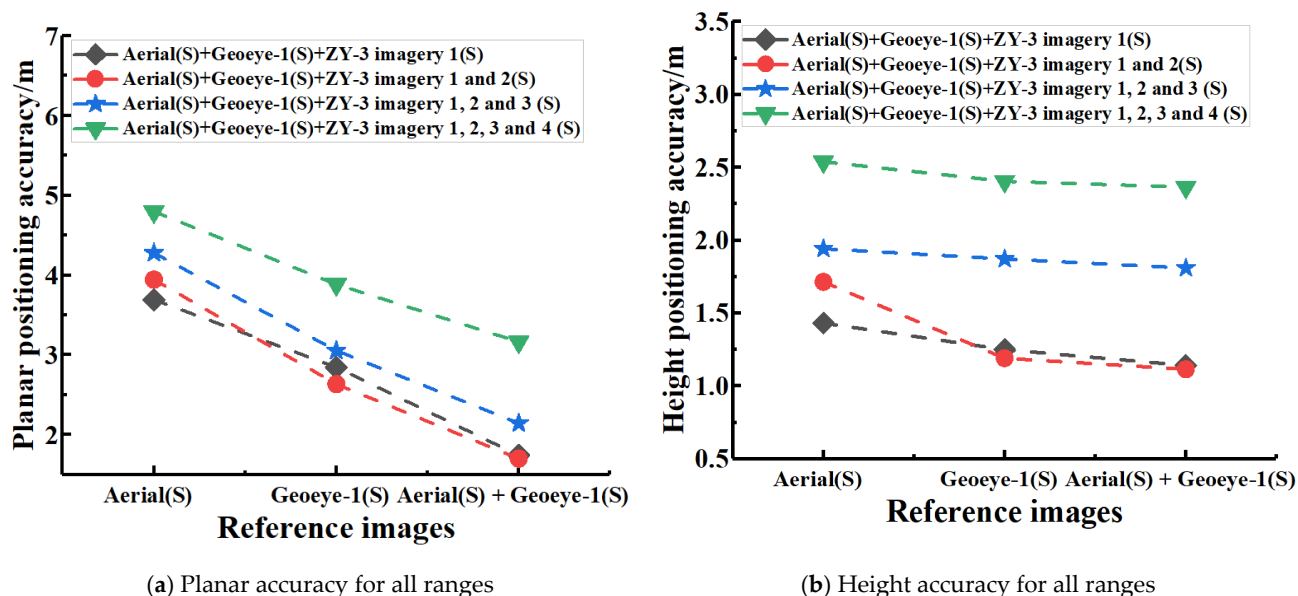 Planar positioning accuracy/m
7
6
5
4
3
2
Aerial(S)+Geoeye-1(S)+ZY-3 imagery 1(S)
Aerial(S)+Geoeye-1(S)+ZY-3 imagery 1 and 2(S)
Aerial(S)+Geoeye-1(S)+ZY-3 imagery 1, 2 and 3 (S)
Aerial(S)+Geoeye-1(S)+ZY-3 imagery 1, 2, 3 and 4 (S)
Aerial(S) Geoeye-1(S) Aerial(S) + Geoeye-1(S)
Reference images
(a) Planar accuracy for all ranges
Height positioning accuracy/m
3.5
3.0
2.5
2.0
1.5
1.0
0.5
Aerial(S)+Geoeye-1(S)+ZY-3 imagery 1(S)
Aerial(S)+Geoeye-1(S)+ZY-3 imagery 1 and 2(S)
Aerial(S)+Geoeye-1(S)+ZY-3 imagery 1, 2 and 3 (S)
Aerial(S)+Geoeye-1(S)+ZY-3 imagery 1, 2, 3 and 4 (S)
Aerial(S) Geoeye-1(S) Aerial(S) + Geoeye-1(S)
Reference images
(b) Height accuracy for all ranges